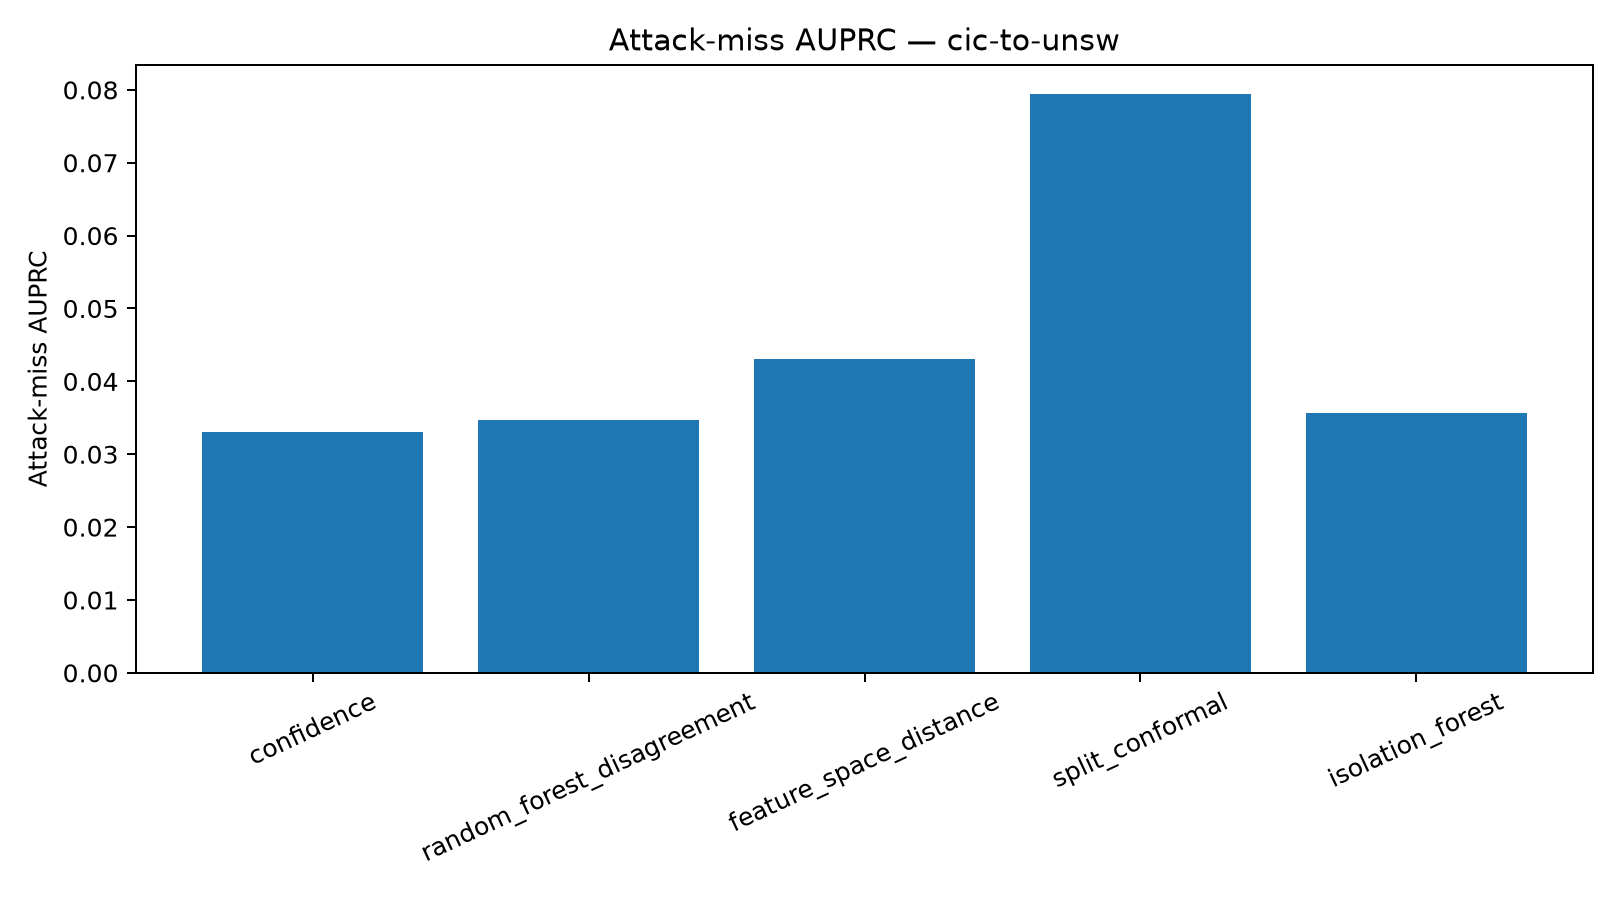 Attack-miss AUPRC — cic-to-unsw
Attack-miss AUPRC
0.08
0.07
0.06
0.05
0.04
0.03
0.02
0.01
0.00
confidence
random_forest_disagreement
feature_space_distance
split_conformal
isolation_forest